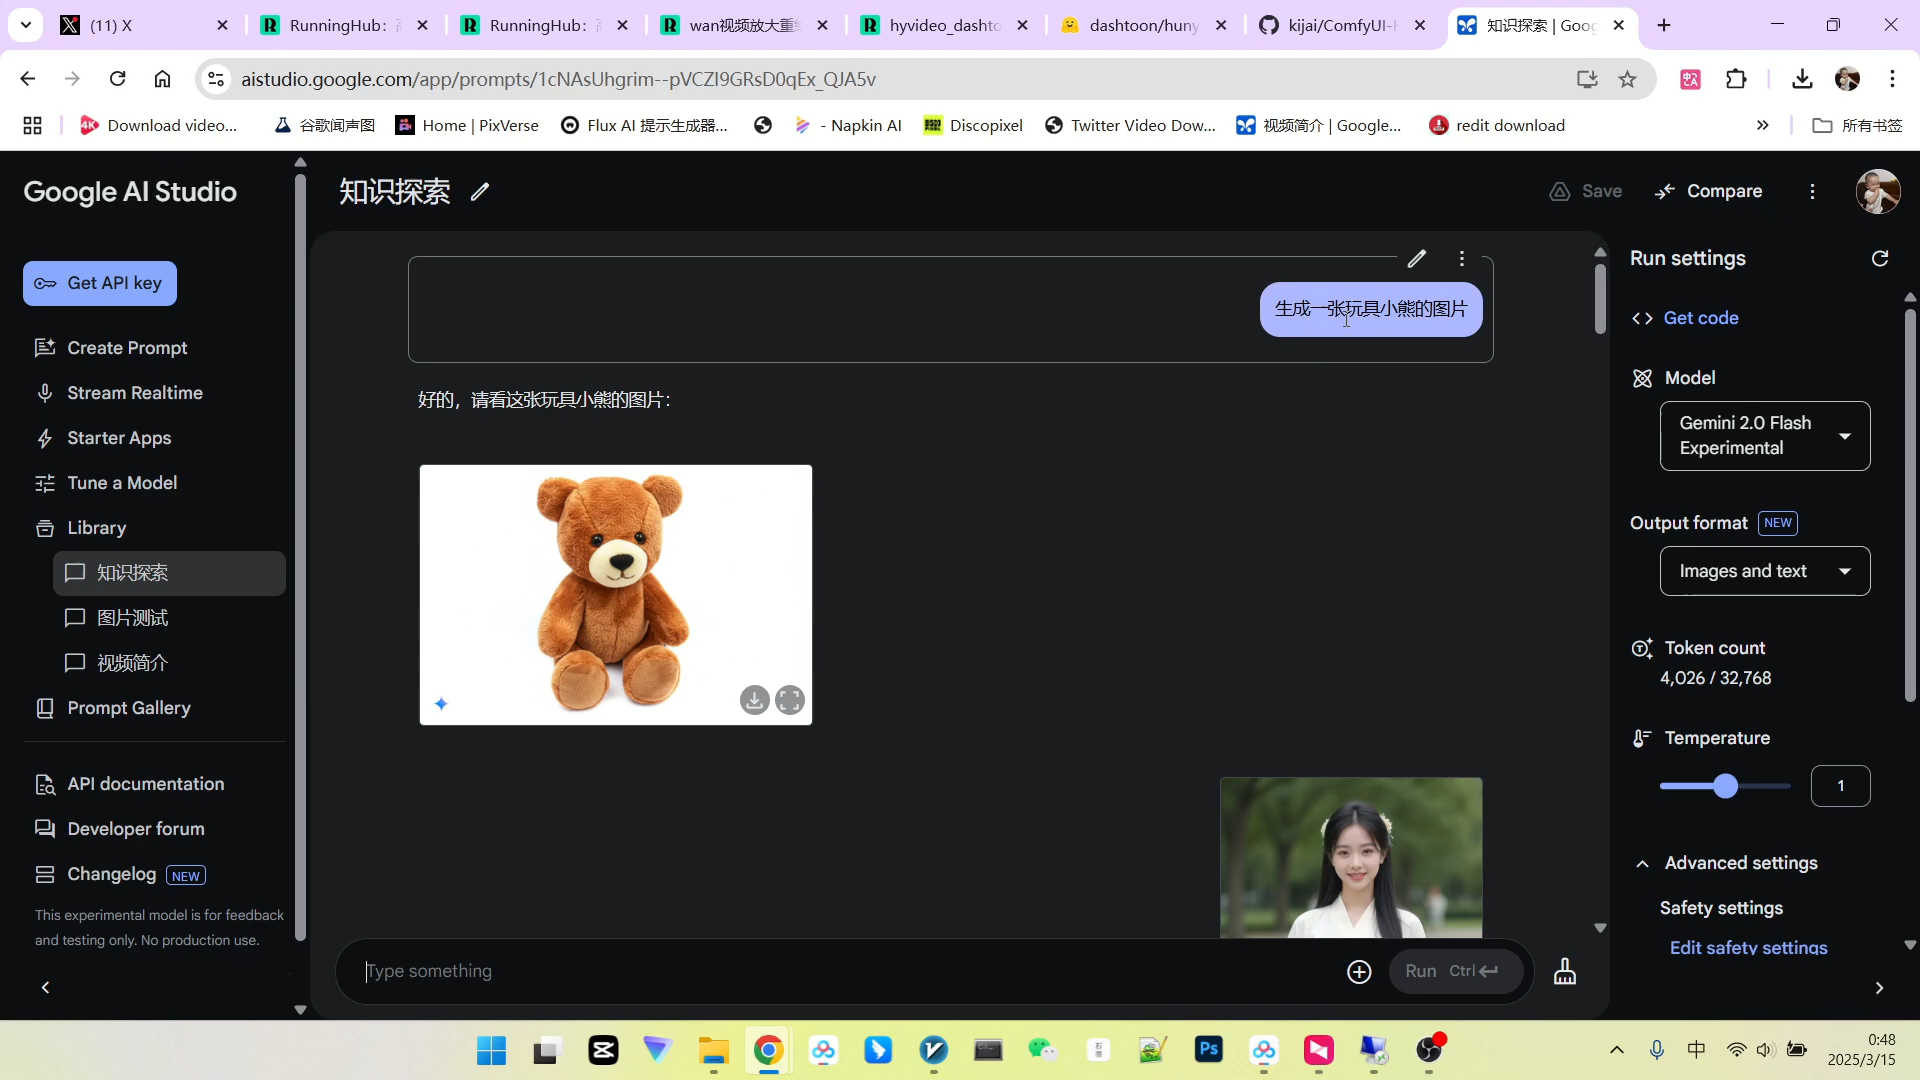 (11) X
RunningHub:
RunningHub:
wan视频放大重
hyvideo_dashto
dashtoon/huny
kijai/ComfyUI-H
知识探索 | Goog
aistudio.google.com/app/prompts/1cNAsUhgrim--pVCZI9GRsD0qEx_QJA5v
Download video...
谷歌闻声图
Home | PixVerse
Flux AI 提示生成器...
- Napkin AI
Discopixel
Twitter Video Dow...
视频简介 | Google...
redit download
所有书签
Google AI Studio
知识探索
Save
Compare
Get API key
Create Prompt
Stream Realtime
Starter Apps
Tune a Model
Library
知识探索
图片测试
视频简介
Prompt Gallery
API documentation
Developer forum
Changelog NEW
This experimental model is for feedback
and testing only. No production use.
生成一张玩具小熊的图片
好的，请看这张玩具小熊的图片：
Type something
Run Ctrl
Run settings
Get code
Model
Gemini 2.0 Flash
Experimental
Output format NEW
Images and text
Token count
4,026 / 32,768
Temperature
1
Advanced settings
Safety settings
Edit safety settings
Ps
中
0:48
2025/3/15